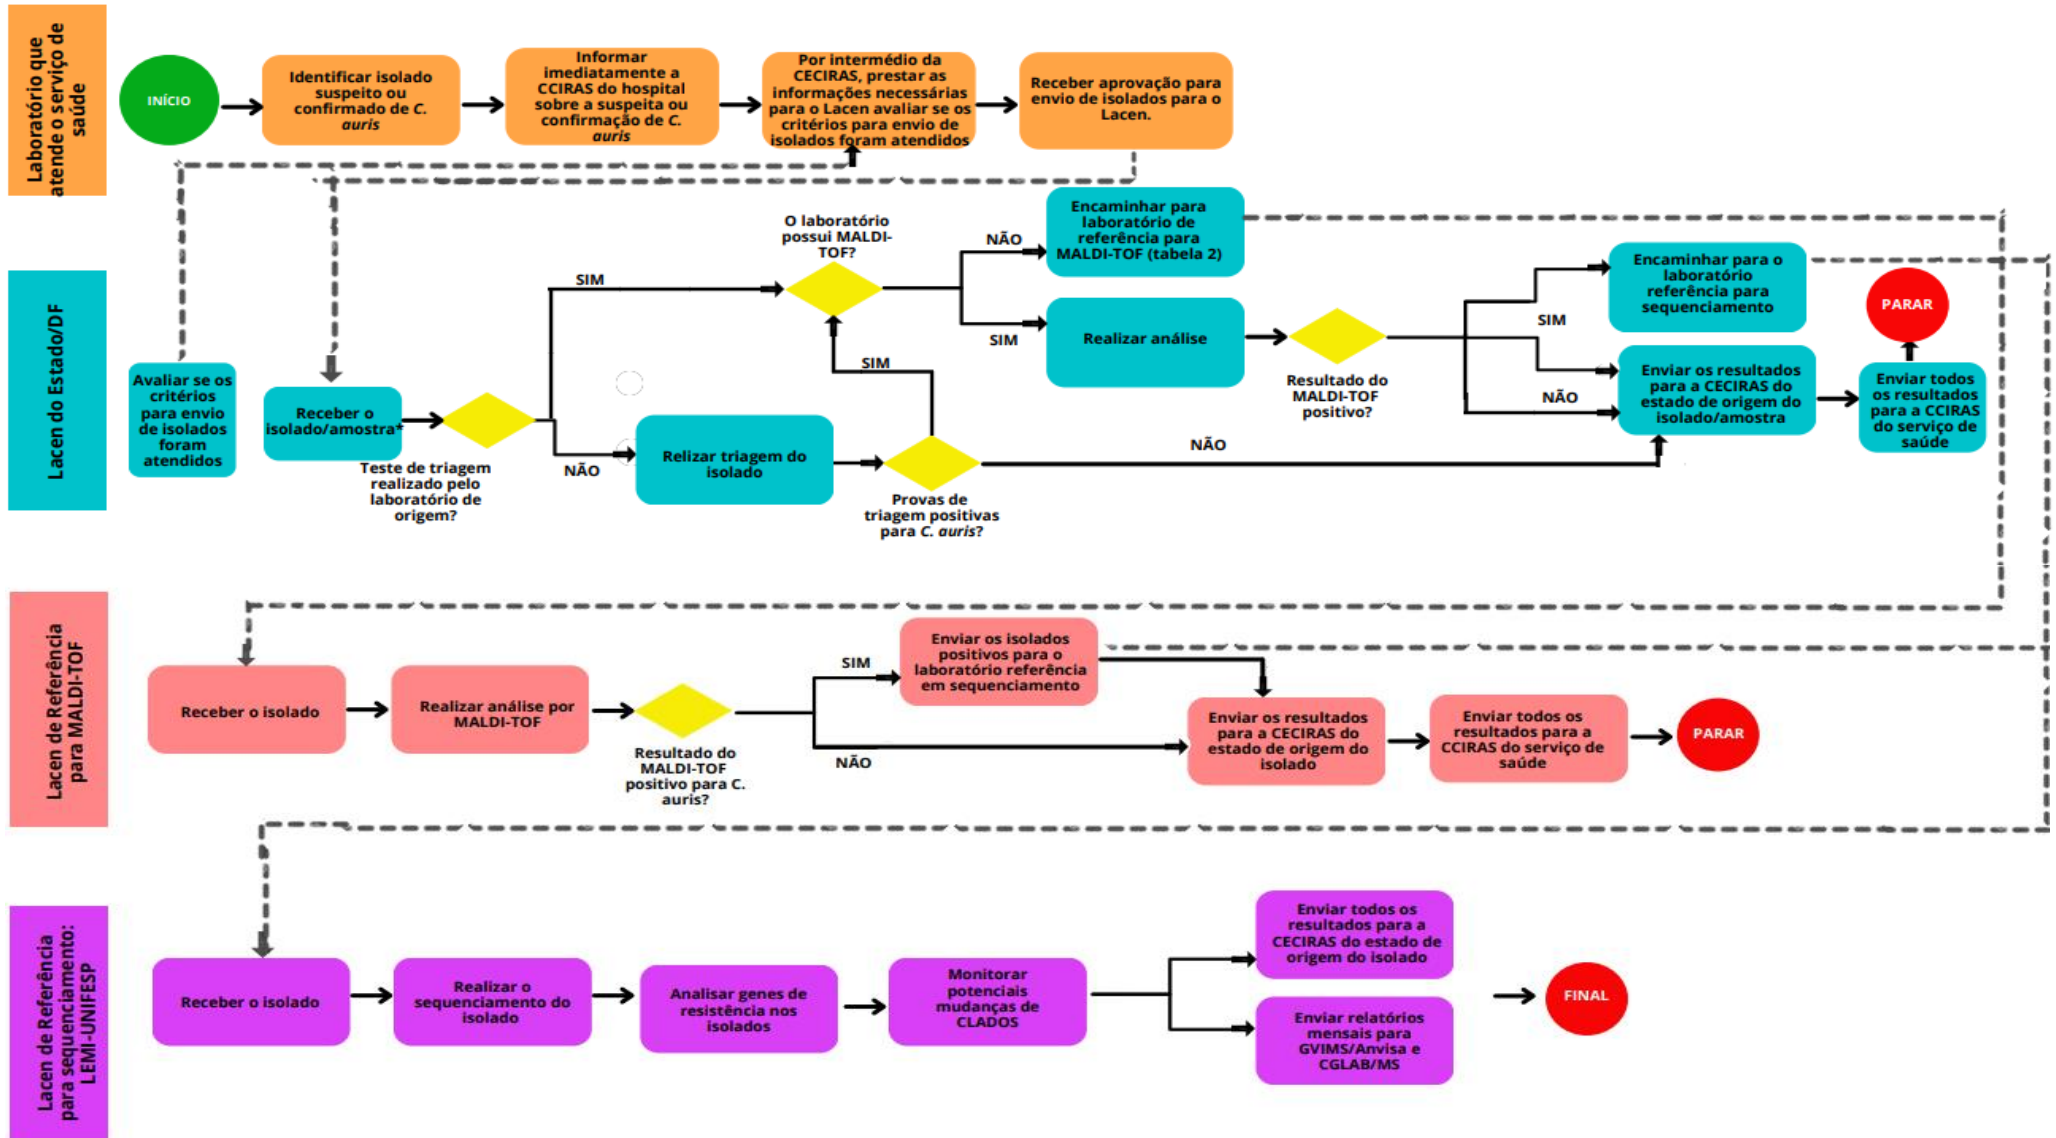 Laboratório que
atende o serviço de
saúde
INÍCIO
Identificar isolado
suspeito ou
confirmado de C.
auris
Informar
imediatamente a
CCIRAS do hospital
sobre a suspeita ou
confirmação de C.
auris
Por intermédio da
CECIRAS, prestar as
informações necessárias
para o Lacen avaliar se os
critérios para envio de
isolados foram atendidos
Receber aprovação para
envio de isolados para o
Lacen.
Lacen do Estado/DF
Avaliar se os
critérios
para envio
de isolados
foram
atendidos
Receber o
isolado/amostra*
Teste de triagem
realizado pelo
laboratório de
origem?
SIM
NÃO
Relizar triagem do
isolado
Provas de
triagem positivas
para C. auris?
SIM
NÃO
O laboratório
possui MALDI-
TOF?
NÃO
SIM
Encaminhar para
laboratório de
referência para
MALDI-TOF (tabela 2)
Realizar análise
Resultado do
MALDI-TOF
positivo?
SIM
NÃO
Encaminhar para o
laboratório
referência para
sequenciamento
Enviar os resultados
para a CECIRAS do
estado de origem do
isolado/amostra
PARAR
Enviar todos
os resultados
para a CCIRAS
do serviço de
saúde
Lacen de Referência
para MALDI-TOF
Receber o isolado
Realizar análise por
MALDI-TOF
Resultado do
MALDI-TOF
positivo para C.
auris?
SIM
NÃO
Enviar os isolados
positivos para o
laboratório referência
em sequenciamento
Enviar os resultados
para a CECIRAS do
estado de origem do
isolado
Enviar todos os
resultados para a
CCIRAS do serviço de
saúde
PARAR
Lacen de Referência
para sequenciamento:
LEMI-UNIFESP
Receber o isolado
Realizar o
sequenciamento do
isolado
Analisar genes de
resistência nos
isolados
Monitorar
potenciais
mudanças de
CLADOS
Enviar todos os
resultados para a
CECIRAS do estado de
origem do isolado
Enviar relatórios
mensais para
GVIMS/Anvisa e
CGLAB/MS
FINAL